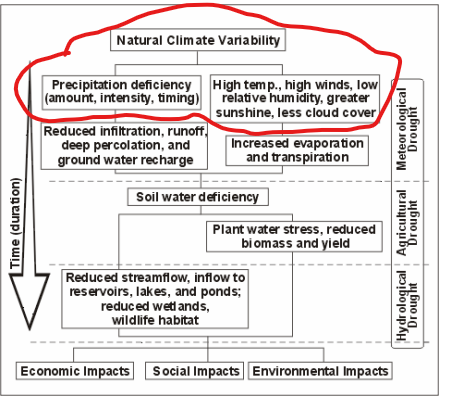 Natural Climate Variability
Precipitation deficiency
(amount, intensity, timing)
High temp., high winds, low
relative humidity, greater
sunshine, less cloud cover
Reduced infiltration, runoff,
deep percolation, and
ground water recharge
Increased evaporation
and transpiration
Meteorological
Drought
Soil water deficiency
Plant water stress, reduced
biomass and yield
Agricultural
Drought
Time (duration)
Reduced streamflow, inflow to
reservoirs, lakes, and ponds;
reduced wetlands,
wildlife habitat
Hydrological
Drought
Economic Impacts
Social Impacts
Environmental Impacts